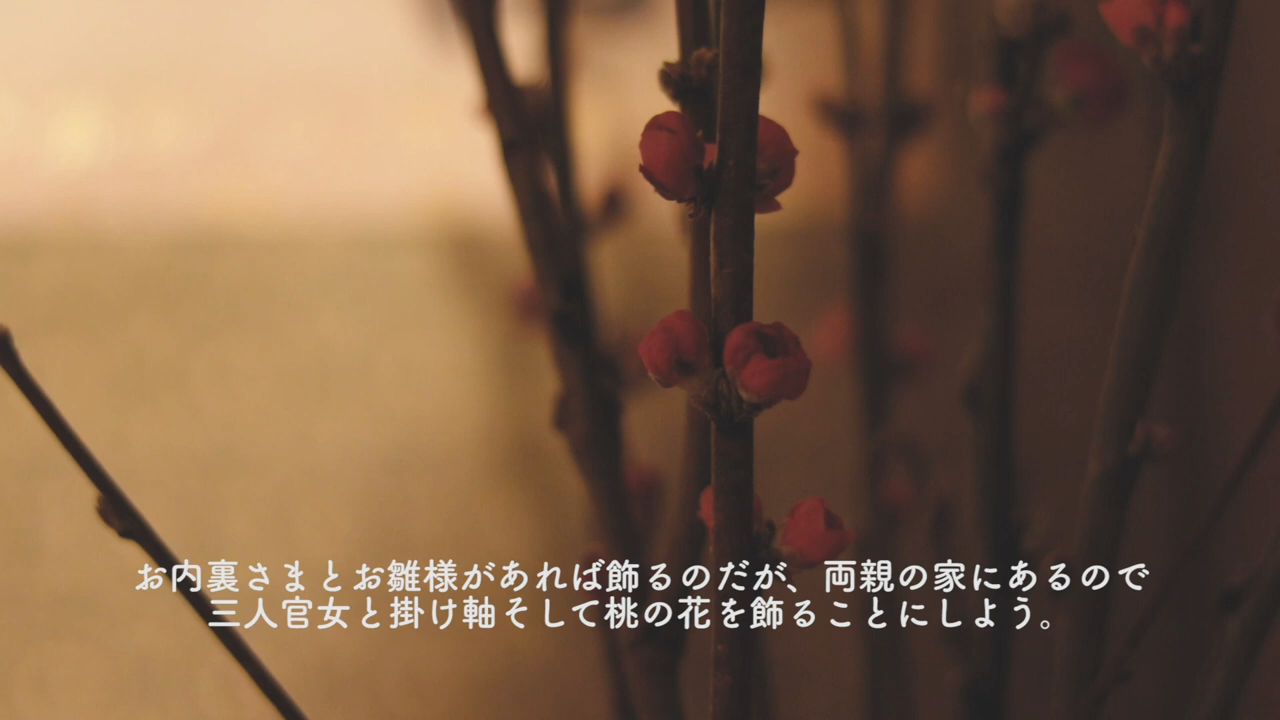 お内裏さまとお雛様があれば飾るのだが、両親の家にあるので
三人官女と掛け軸そして桃の花を飾ることにしよう。